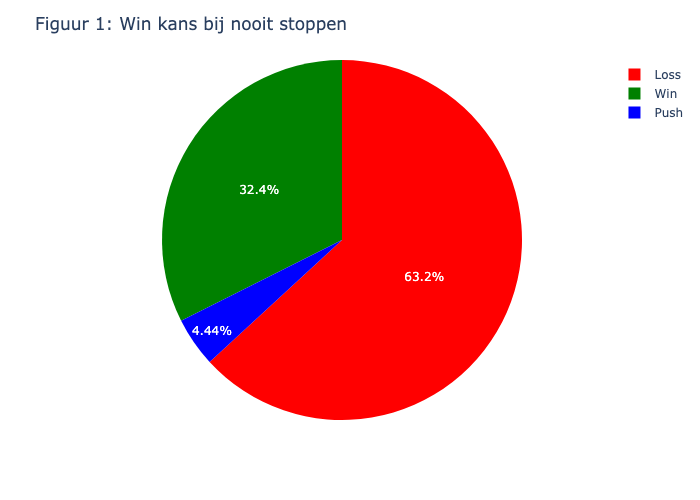 Figuur 1: Win kans bij nooit stoppen
Loss
Win
Push
32.4%
63.2%
4.44%